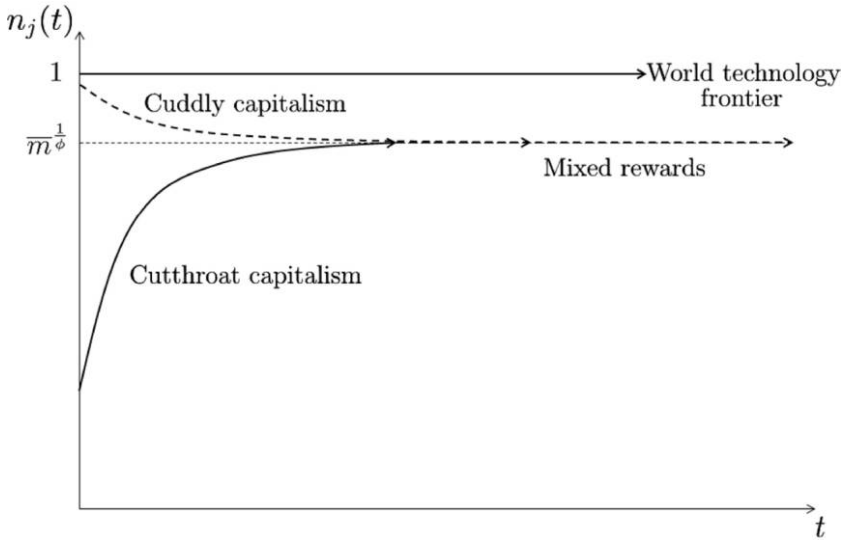 n_j(t)
1
World technology
frontier
Cuddly capitalism
m̅^{1/ϕ}
Mixed rewards
Cutthroat capitalism
t